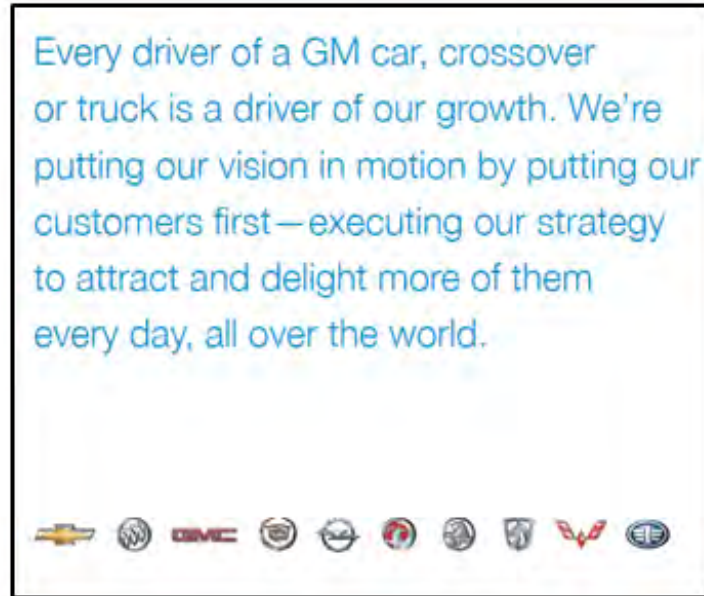 Every driver of a GM car, crossover
or truck is a driver of our growth. We're
putting our vision in motion by putting our
customers first—executing our strategy
to attract and delight more of them
every day, all over the world.
GMC